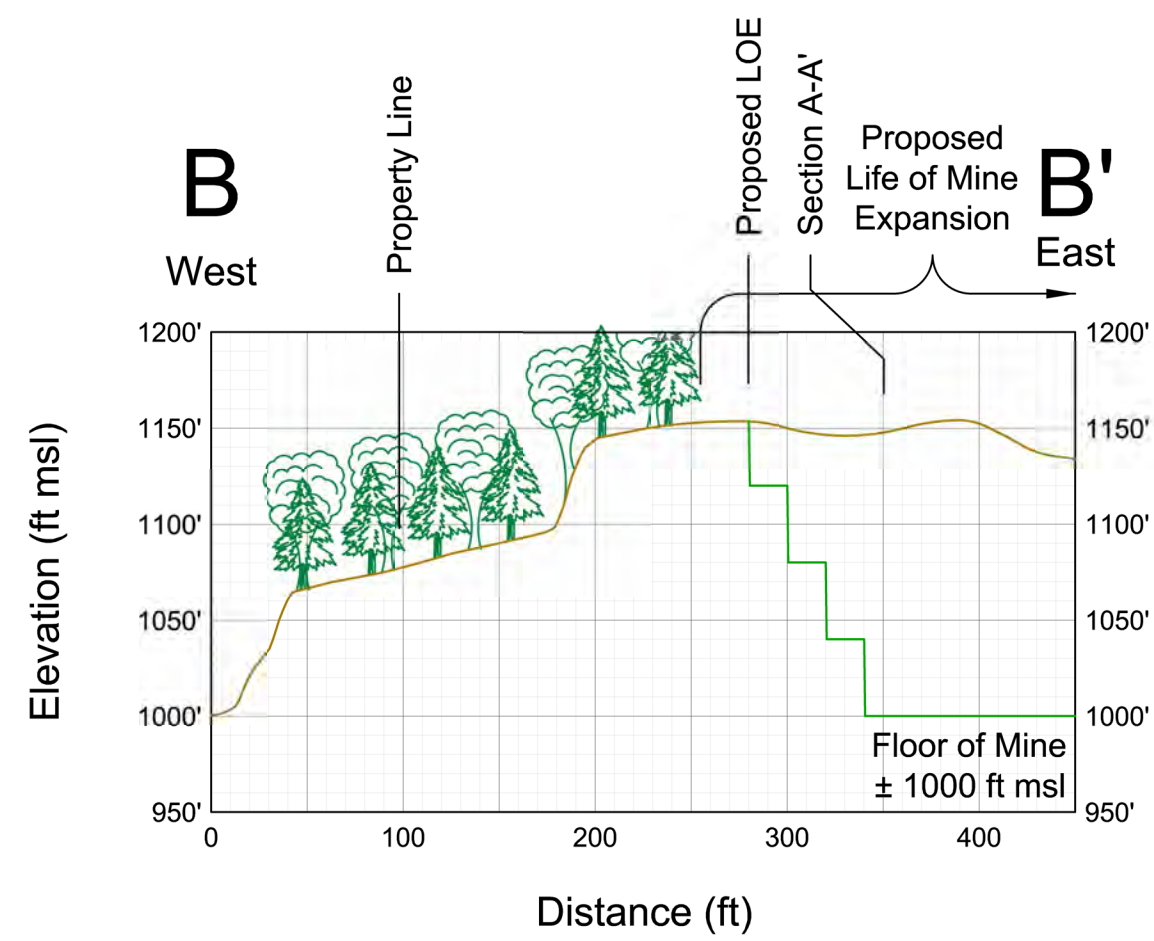 Proposed LOE
Section A-A'
Property Line
Proposed
Life of Mine
Expansion
B
B'
West
East
1200'
1200'
1150'
1150'
1100'
1100'
1050'
1050'
1000'
1000'
Floor of Mine
± 1000 ft msl
950'
950'
0
100
200
300
400
Elevation (ft msl)
Distance (ft)